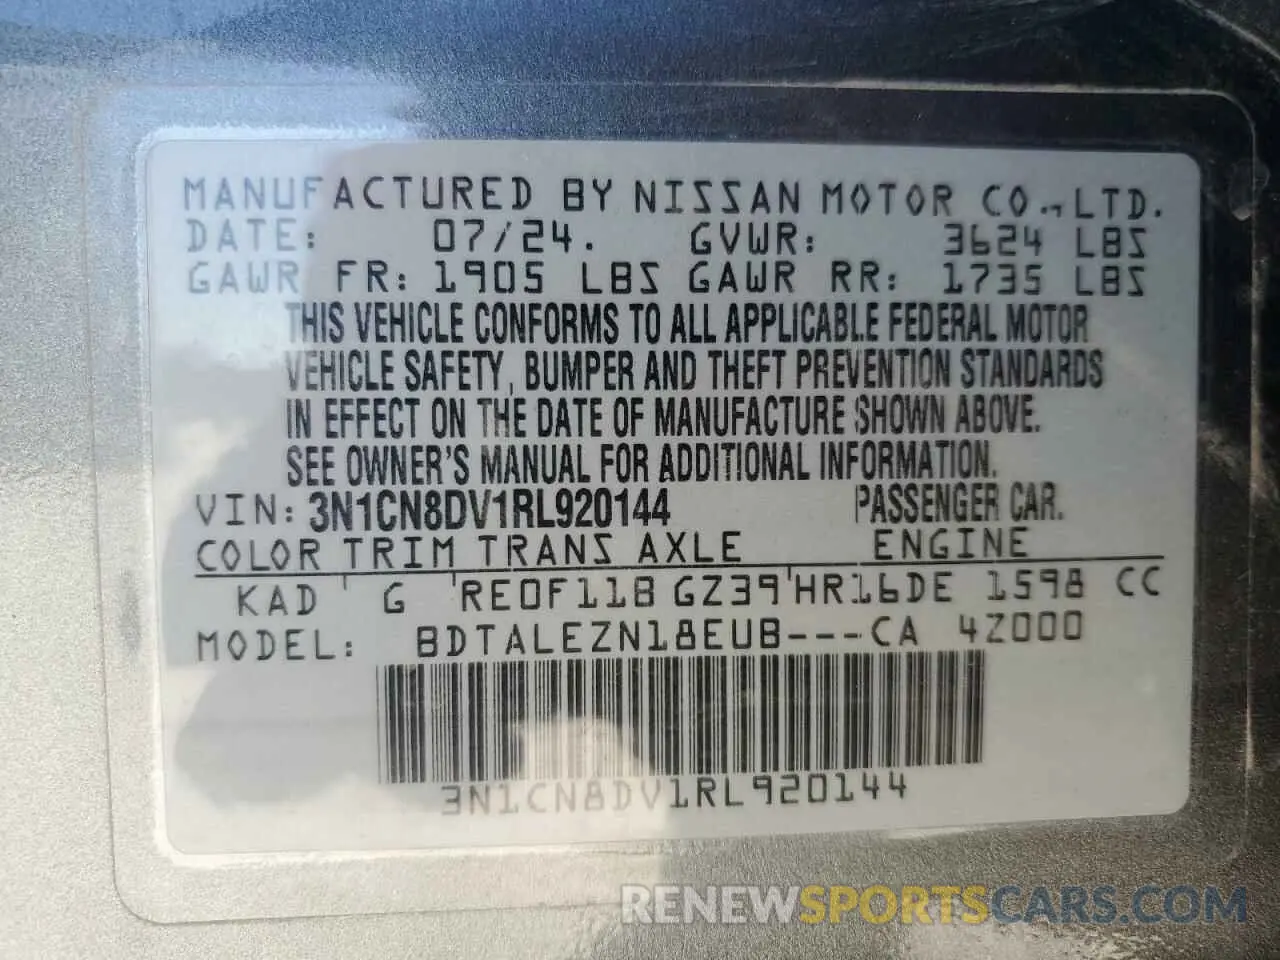 MANUFACTURED BY NISSAN MOTOR CO., LTD.
DATE: 07/24. GVWR: 3624 LBS
GAWR FR: 1905 LBS GAWR RR: 1735 LBS
THIS VEHICLE CONFORMS TO ALL APPLICABLE FEDERAL MOTOR
VEHICLE SAFETY, BUMPER AND THEFT PREVENTION STANDARDS
IN EFFECT ON THE DATE OF MANUFACTURE SHOWN ABOVE.
SEE OWNER'S MANUAL FOR ADDITIONAL INFORMATION.
VIN: 3N1CN8DV1RL920144 PASSENGER CAR.
COLOR TRIM TRANS AXLE ENGINE
KAD G RE0F11B GZ39 HR16DE 1598 CC
MODEL: BDTALEZN18EUB---CA 4Z000
3N1CN8DV1RL920144
RENEWSPORTSCARS.COM